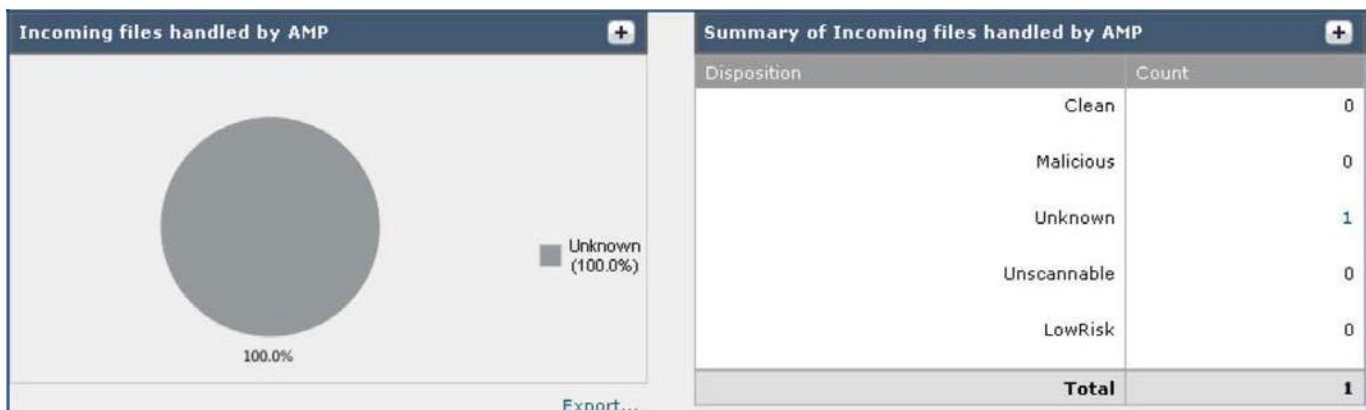 Incoming files handled by AMP
Unknown
(100.0%)
100.0%
Export...
Summary of Incoming files handled by AMP
Disposition Count
Clean 0
Malicious 0
Unknown 1
Unscannable 0
LowRisk 0
Total 1